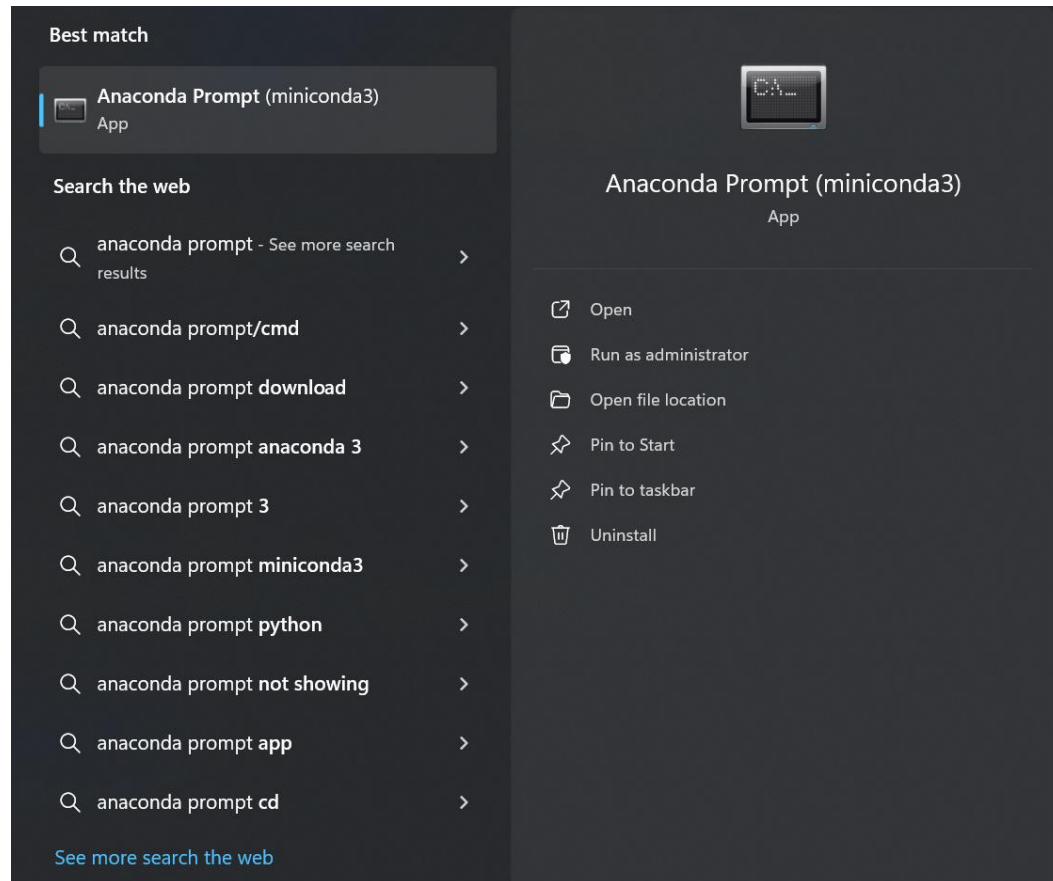 Best match
Anaconda Prompt (miniconda3)
App
Search the web
anaconda prompt - See more search
results
anaconda prompt/cmd
anaconda prompt download
anaconda prompt anaconda 3
anaconda prompt 3
anaconda prompt miniconda3
anaconda prompt python
anaconda prompt not showing
anaconda prompt app
anaconda prompt cd
See more search the web
C:\_
Anaconda Prompt (miniconda3)
App
Open
Run as administrator
Open file location
Pin to Start
Pin to taskbar
Uninstall